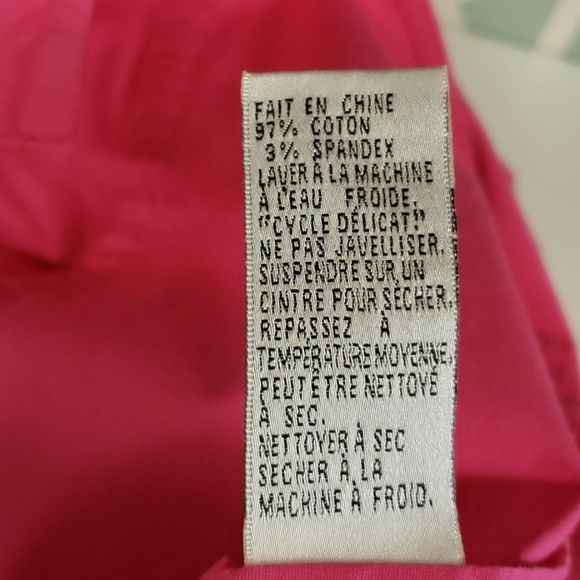 FAIT EN CHINE
97% COTON
3% SPANDEX
LAVER À LA MACHINE
À L'EAU FROIDE.
"CYCLE DÉLICAT!"
NE PAS JAVELLISER.
SUSPENDRE SUR UN
CINTRE POUR SÉCHER.
REPASSEZ À
TEMPÉRATURE MOYENNE,
PEUT ÊTRE NETTOYÉ
À SEC.
NETTOYER À SEC
SECHER À LA
MACHINE À FROID.